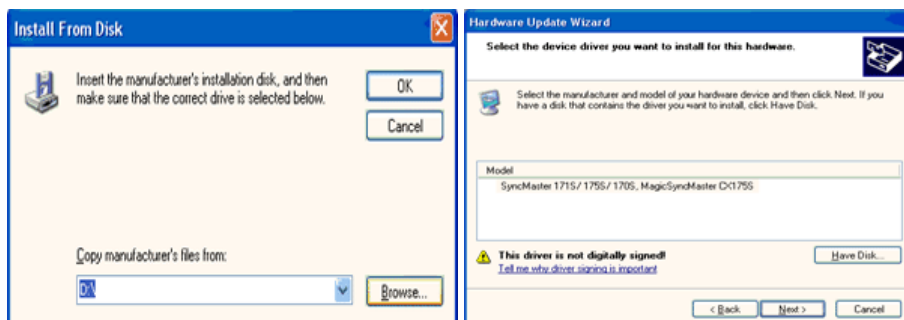 Install From Disk
Insert the manufacturer's installation disk, and then
make sure that the correct drive is selected below.
OK
Cancel
Copy manufacturer's files from:
D:\
Browse...
Hardware Update Wizard
Select the device driver you want to install for this hardware.
Select the manufacturer and model of your hardware device and then click Next. If you
have a disk that contains the driver you want to install, click Have Disk.
Model
SyncMaster 171S/ 175S/ 170S, MagicSyncMaster CX175S
This driver is not digitally signed!
Tell me why driver signing is important
Have Disk...
< Back
Next >
Cancel